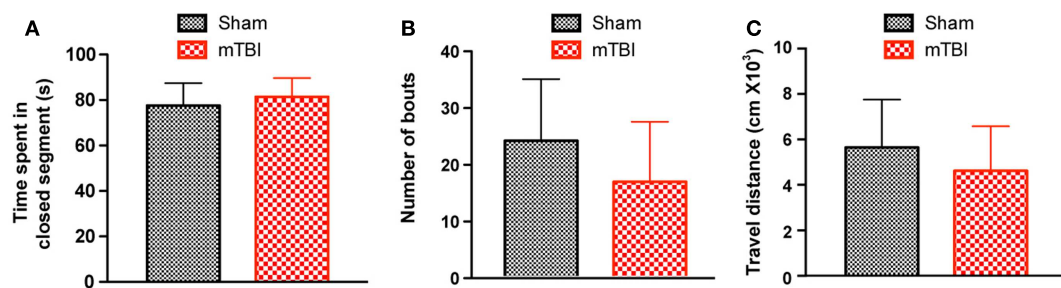 A
Sham
mTBI
Time spent in
closed segment (s)
100
80
60
40
20
0
B
Sham
mTBI
Number of bouts
40
30
20
10
0
C
Sham
mTBI
Travel distance (cm X10³)
10
8
6
4
2
0